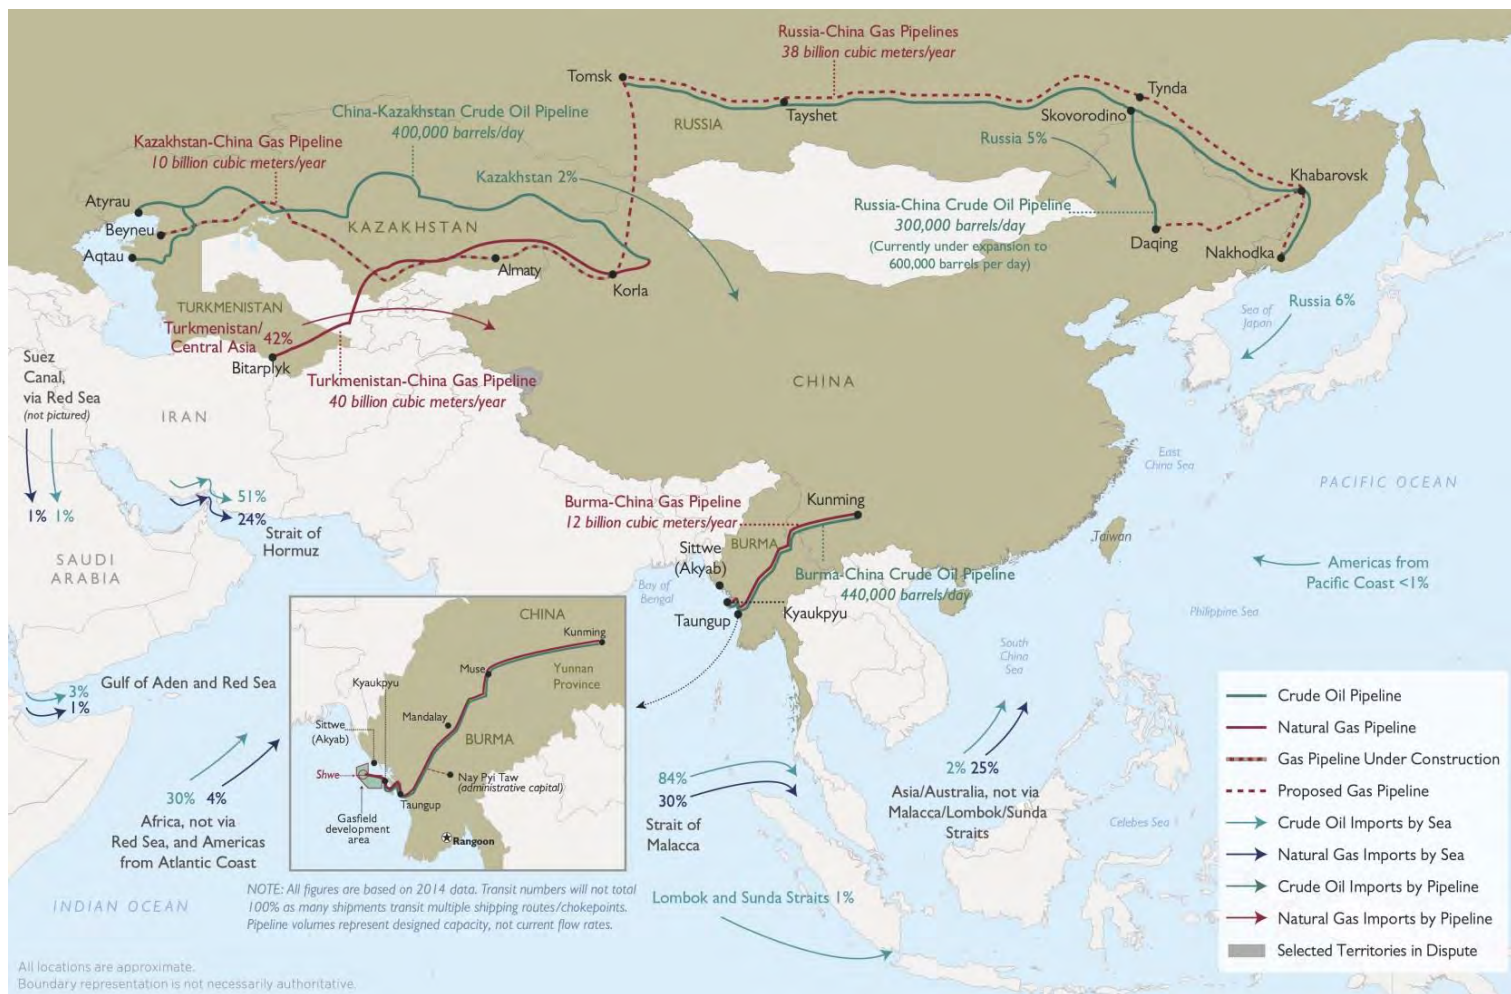 Russia-China Gas Pipelines
38 billion cubic meters/year
Tomsk
Tynda
Tayshet
Skovorodino
RUSSIA
Russia 5%
China-Kazakhstan Crude Oil Pipeline
400,000 barrels/day
Kazakhstan-China Gas Pipeline
10 billion cubic meters/year
Kazakhstan 2%
Khabarovsk
Atyrau
Beyneu
Aqtau
KAZAKHSTAN
Russia-China Crude Oil Pipeline
300,000 barrels/day
(Currently under expansion to
600,000 barrels per day)
Daqing
Nakhodka
Almaty
Korla
TURKMENISTAN
Turkmenistan/
Central Asia
42%
Bitarplyk
Turkmenistan-China Gas Pipeline
40 billion cubic meters/year
Sea of
Japan
Russia 6%
Suez
Canal,
via Red Sea
(not pictured)
1%
1%
IRAN
CHINA
51%
24%
Strait of
Hormuz
SAUDI
ARABIA
East
China Sea
PACIFIC OCEAN
Burma-China Gas Pipeline
12 billion cubic meters/year
Kunming
BURMA
Sittwe
(Akyab)
Bay of
Bengal
Burma-China Crude Oil Pipeline
440,000 barrels/day
Taungup
Kyaukpyu
Taiwan
Americas from
Pacific Coast <1%
Philippine Sea
South
China
Sea
3%
1%
Gulf of Aden and Red Sea
30%
4%
Africa, not via
Red Sea, and Americas
from Atlantic Coast
CHINA
Kunming
Muse
Yunnan
Province
Kyaukpyu
Mandalay
Sittwe
(Akyab)
BURMA
Shwe
Nay Pyi Taw
(administrative capital)
Taungup
Gasfield
development
area
Rangoon
84%
30%
Strait of
Malacca
2%
25%
Asia/Australia, not via
Malacca/Lombok/Sunda
Straits
Celebes Sea
Lombok and Sunda Straits 1%
INDIAN OCEAN
NOTE: All figures are based on 2014 data. Transit numbers will not total
100% as many shipments transit multiple shipping routes/chokepoints.
Pipeline volumes represent designed capacity, not current flow rates.
Crude Oil Pipeline
Natural Gas Pipeline
Gas Pipeline Under Construction
Proposed Gas Pipeline
Crude Oil Imports by Sea
Natural Gas Imports by Sea
Crude Oil Imports by Pipeline
Natural Gas Imports by Pipeline
Selected Territories in Dispute
All locations are approximate.
Boundary representation is not necessarily authoritative.